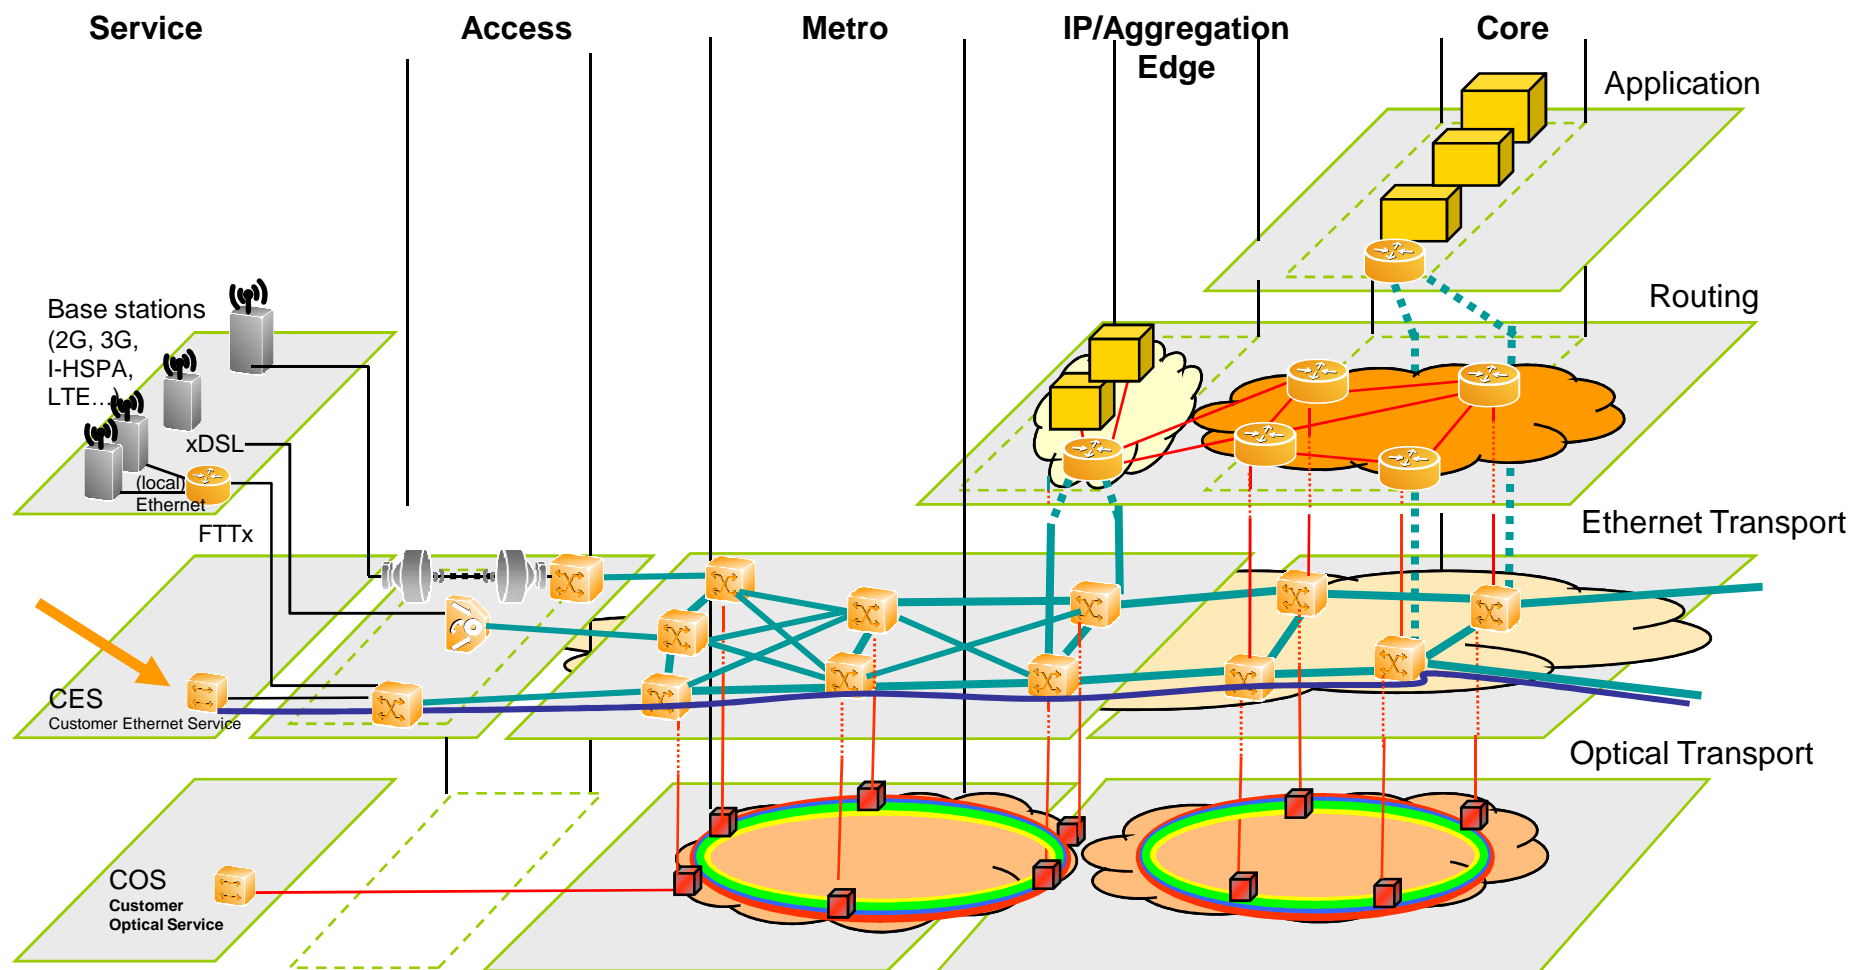 Service
Access
Metro
IP/Aggregation
Edge
Core
Application
Routing
Ethernet Transport
Optical Transport
Base stations
(2G, 3G,
I-HSPA,
LTE…)
xDSL
(local)
Ethernet
FTTx
CES
Customer Ethernet Service
COS
Customer
Optical Service